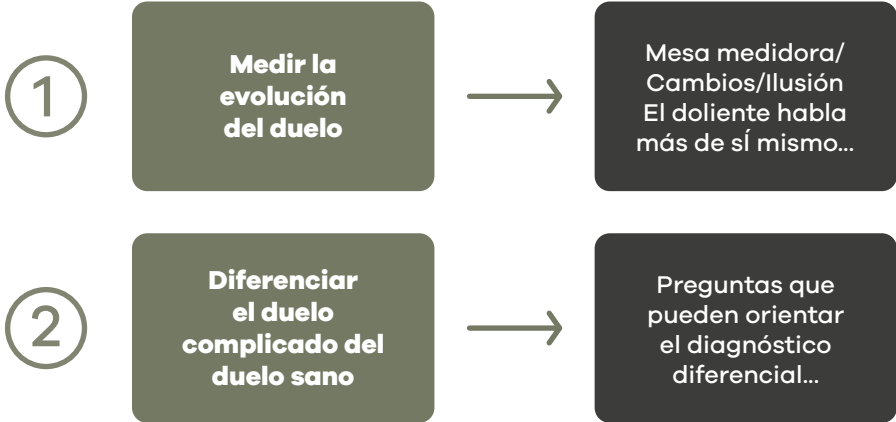 1
Medir la
evolución
del duelo
Mesa medidora/
Cambios/Ilusión
El doliente habla
más de sÍ mismo...
2
Diferenciar
el duelo
complicado del
duelo sano
Preguntas que
pueden orientar
el diagnóstico
diferencial...